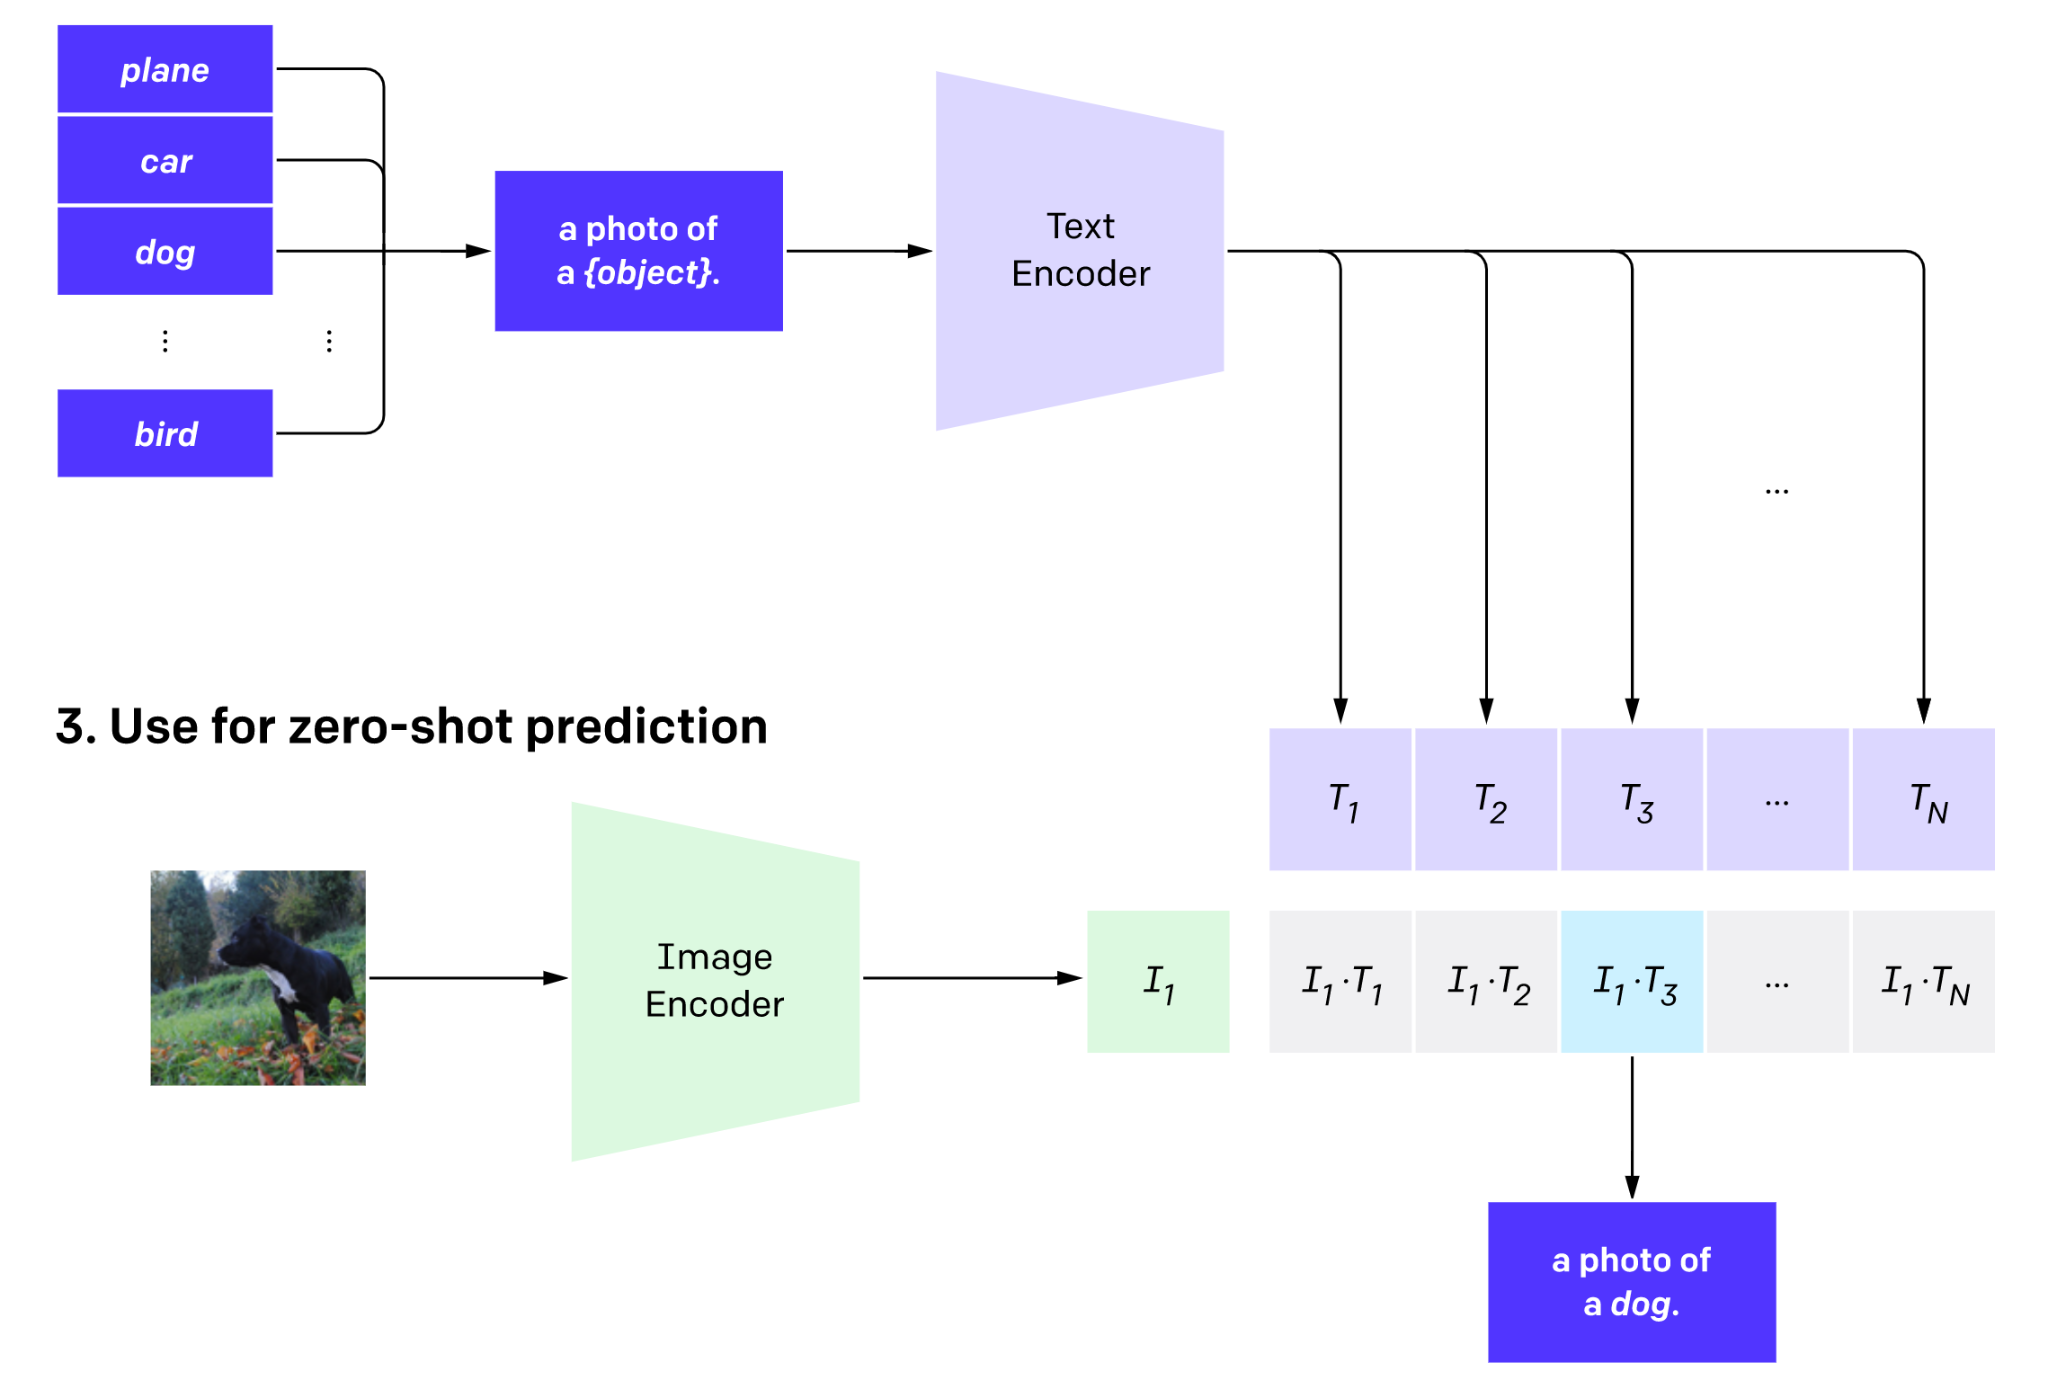 plane
car
dog
⋮ ⋮
bird
a photo of
a {object}.
Text
Encoder
...
3. Use for zero-shot prediction
T1 T2 T3 ... TN
Image
Encoder
I1 I1·T1 I1·T2 I1·T3 ... I1·TN
a photo of
a dog.